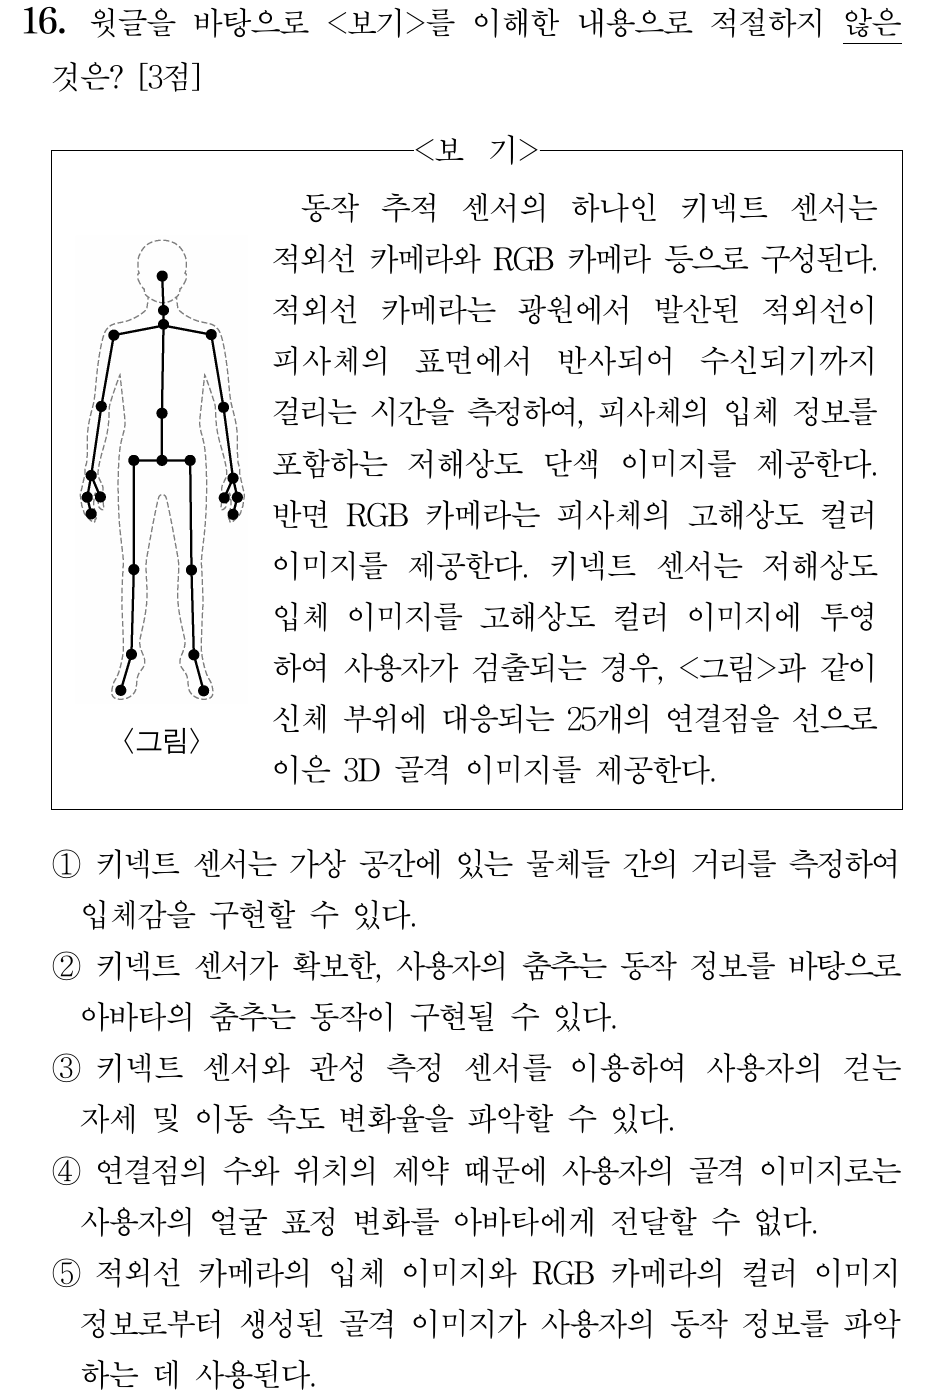 16. 윗글을 바탕으로 <보기>를 이해한 내용으로 적절하지 않은
것은? [3점]
<보 기>
동작 추적 센서의 하나인 키넥트 센서는
적외선 카메라와 RGB 카메라 등으로 구성된다.
적외선 카메라는 광원에서 발산된 적외선이
피사체의 표면에서 반사되어 수신되기까지
걸리는 시간을 측정하여, 피사체의 입체 정보를
포함하는 저해상도 단색 이미지를 제공한다.
반면 RGB 카메라는 피사체의 고해상도 컬러
이미지를 제공한다. 키넥트 센서는 저해상도
입체 이미지를 고해상도 컬러 이미지에 투영
하여 사용자가 검출되는 경우, <그림>과 같이
신체 부위에 대응되는 25개의 연결점을 선으로
이은 3D 골격 이미지를 제공한다.
<그림>
① 키넥트 센서는 가상 공간에 있는 물체들 간의 거리를 측정하여
입체감을 구현할 수 있다.
② 키넥트 센서가 확보한, 사용자의 춤추는 동작 정보를 바탕으로
아바타의 춤추는 동작이 구현될 수 있다.
③ 키넥트 센서와 관성 측정 센서를 이용하여 사용자의 걷는
자세 및 이동 속도 변화율을 파악할 수 있다.
④ 연결점의 수와 위치의 제약 때문에 사용자의 골격 이미지로는
사용자의 얼굴 표정 변화를 아바타에게 전달할 수 없다.
⑤ 적외선 카메라의 입체 이미지와 RGB 카메라의 컬러 이미지
정보로부터 생성된 골격 이미지가 사용자의 동작 정보를 파악
하는 데 사용된다.